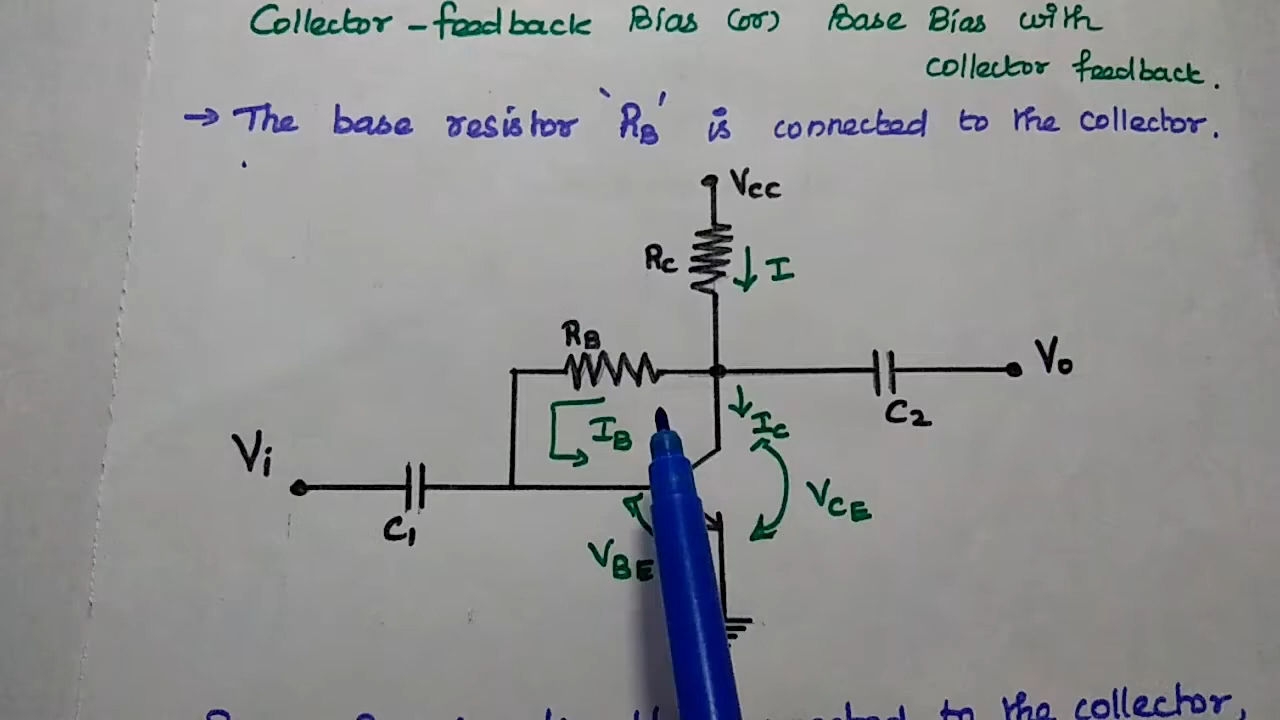 Collector - feedback Bias (or) Base Bias with
collector feedback.
→ The base resistor 'RB' is connected to the collector.
VCC
RC
I
RB
Vo
IB
IC
C2
Vi
VCE
C1
VBE
to the collector,